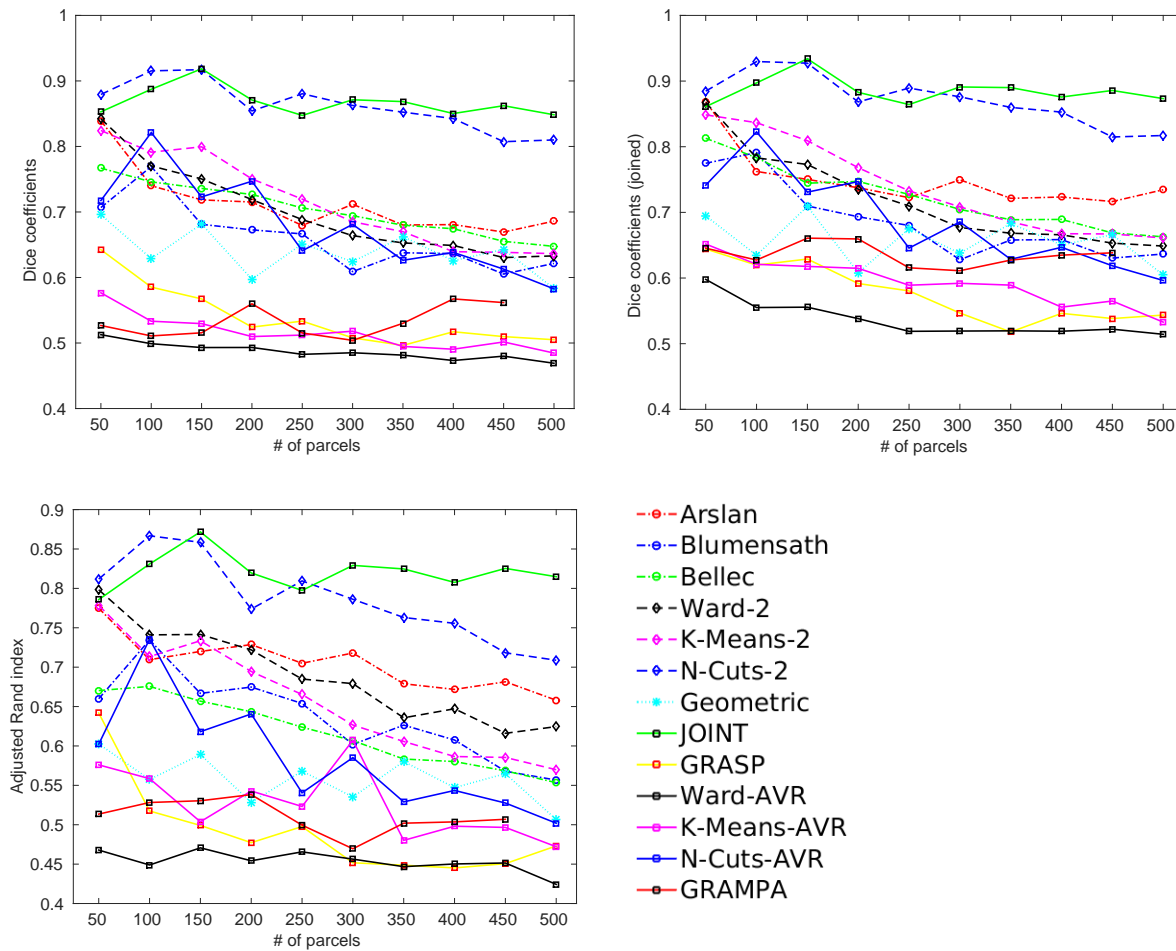 1
0.9
0.8
0.7
0.6
0.5
0.4
Dice coefficients
50 100 150 200 250 300 350 400 450 500
# of parcels
1
0.9
0.8
0.7
0.6
0.5
0.4
Dice coefficients (joined)
50 100 150 200 250 300 350 400 450 500
# of parcels
0.9
0.85
0.8
0.75
0.7
0.65
0.6
0.55
0.5
0.45
0.4
Adjusted Rand index
50 100 150 200 250 300 350 400 450 500
# of parcels
Arslan
Blumensath
Bellec
Ward-2
K-Means-2
N-Cuts-2
Geometric
JOINT
GRASP
Ward-AVR
K-Means-AVR
N-Cuts-AVR
GRAMPA